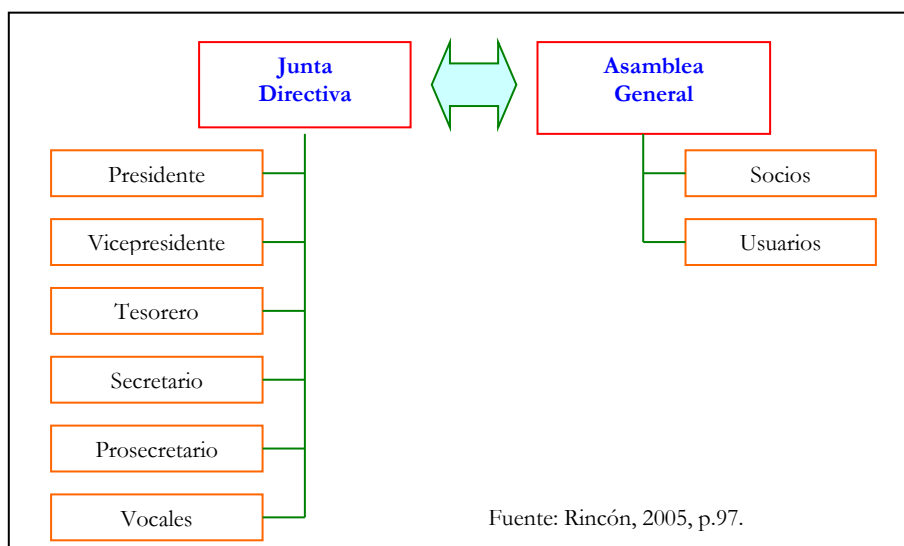 Junta
Directiva
Asamblea
General
Presidente
Vicepresidente
Tesorero
Secretario
Prosecretario
Vocales
Socios
Usuarios
Fuente: Rincón, 2005, p.97.